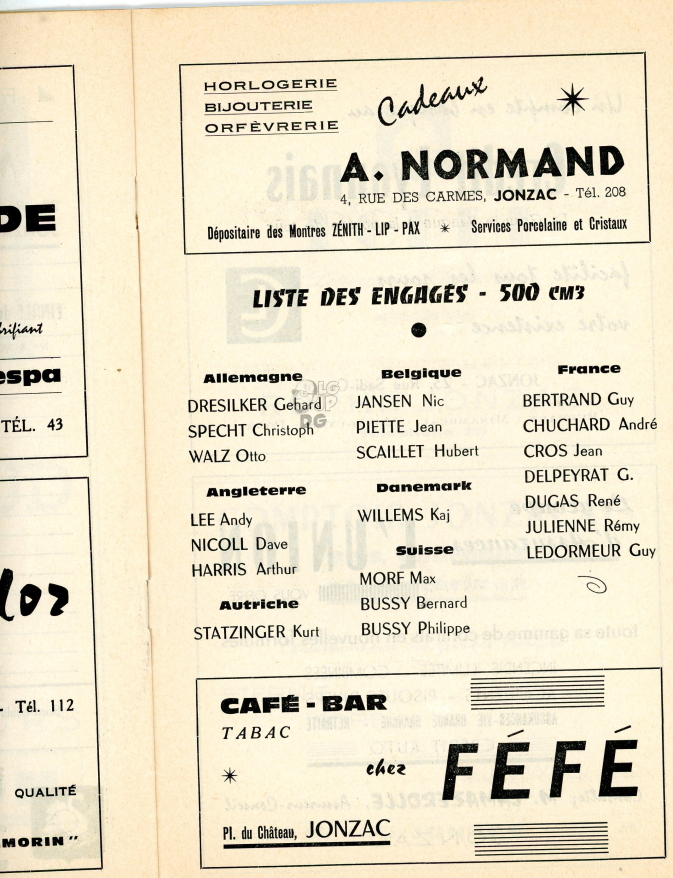 DE
rifiant
espa
TÉL. 43
lor
- Tél. 112
QUALITÉ
MORIN"
HORLOGERIE
BIJOUTERIE
ORFÈVRERIE
Cadeaux
A. NORMAND
4, RUE DES CARMES, JONZAC - Tél. 208
Dépositaire des Montres ZÉNITH - LIP - PAX * Services Porcelaine et Cristaux
LISTE DES ENGAGÉS - 500 CM3
Allemagne
DRESILKER Gehard
SPECHT Christoph
WALZ Otto
Angleterre
LEE Andy
NICOLL Dave
HARRIS Arthur
Autriche
STATZINGER Kurt
Belgique
JANSEN Nic
PIETTE Jean
SCAILLET Hubert
Danemark
WILLEMS Kaj
Suisse
MORF Max
BUSSY Bernard
BUSSY Philippe
France
BERTRAND Guy
CHUCHARD André
CROS Jean
DELPEYRAT G.
DUGAS René
JULIENNE Rémy
LEDORMEUR Guy
CAFÉ-BAR
TABAC
chez FÉFÉ
Pl. du Château, JONZAC